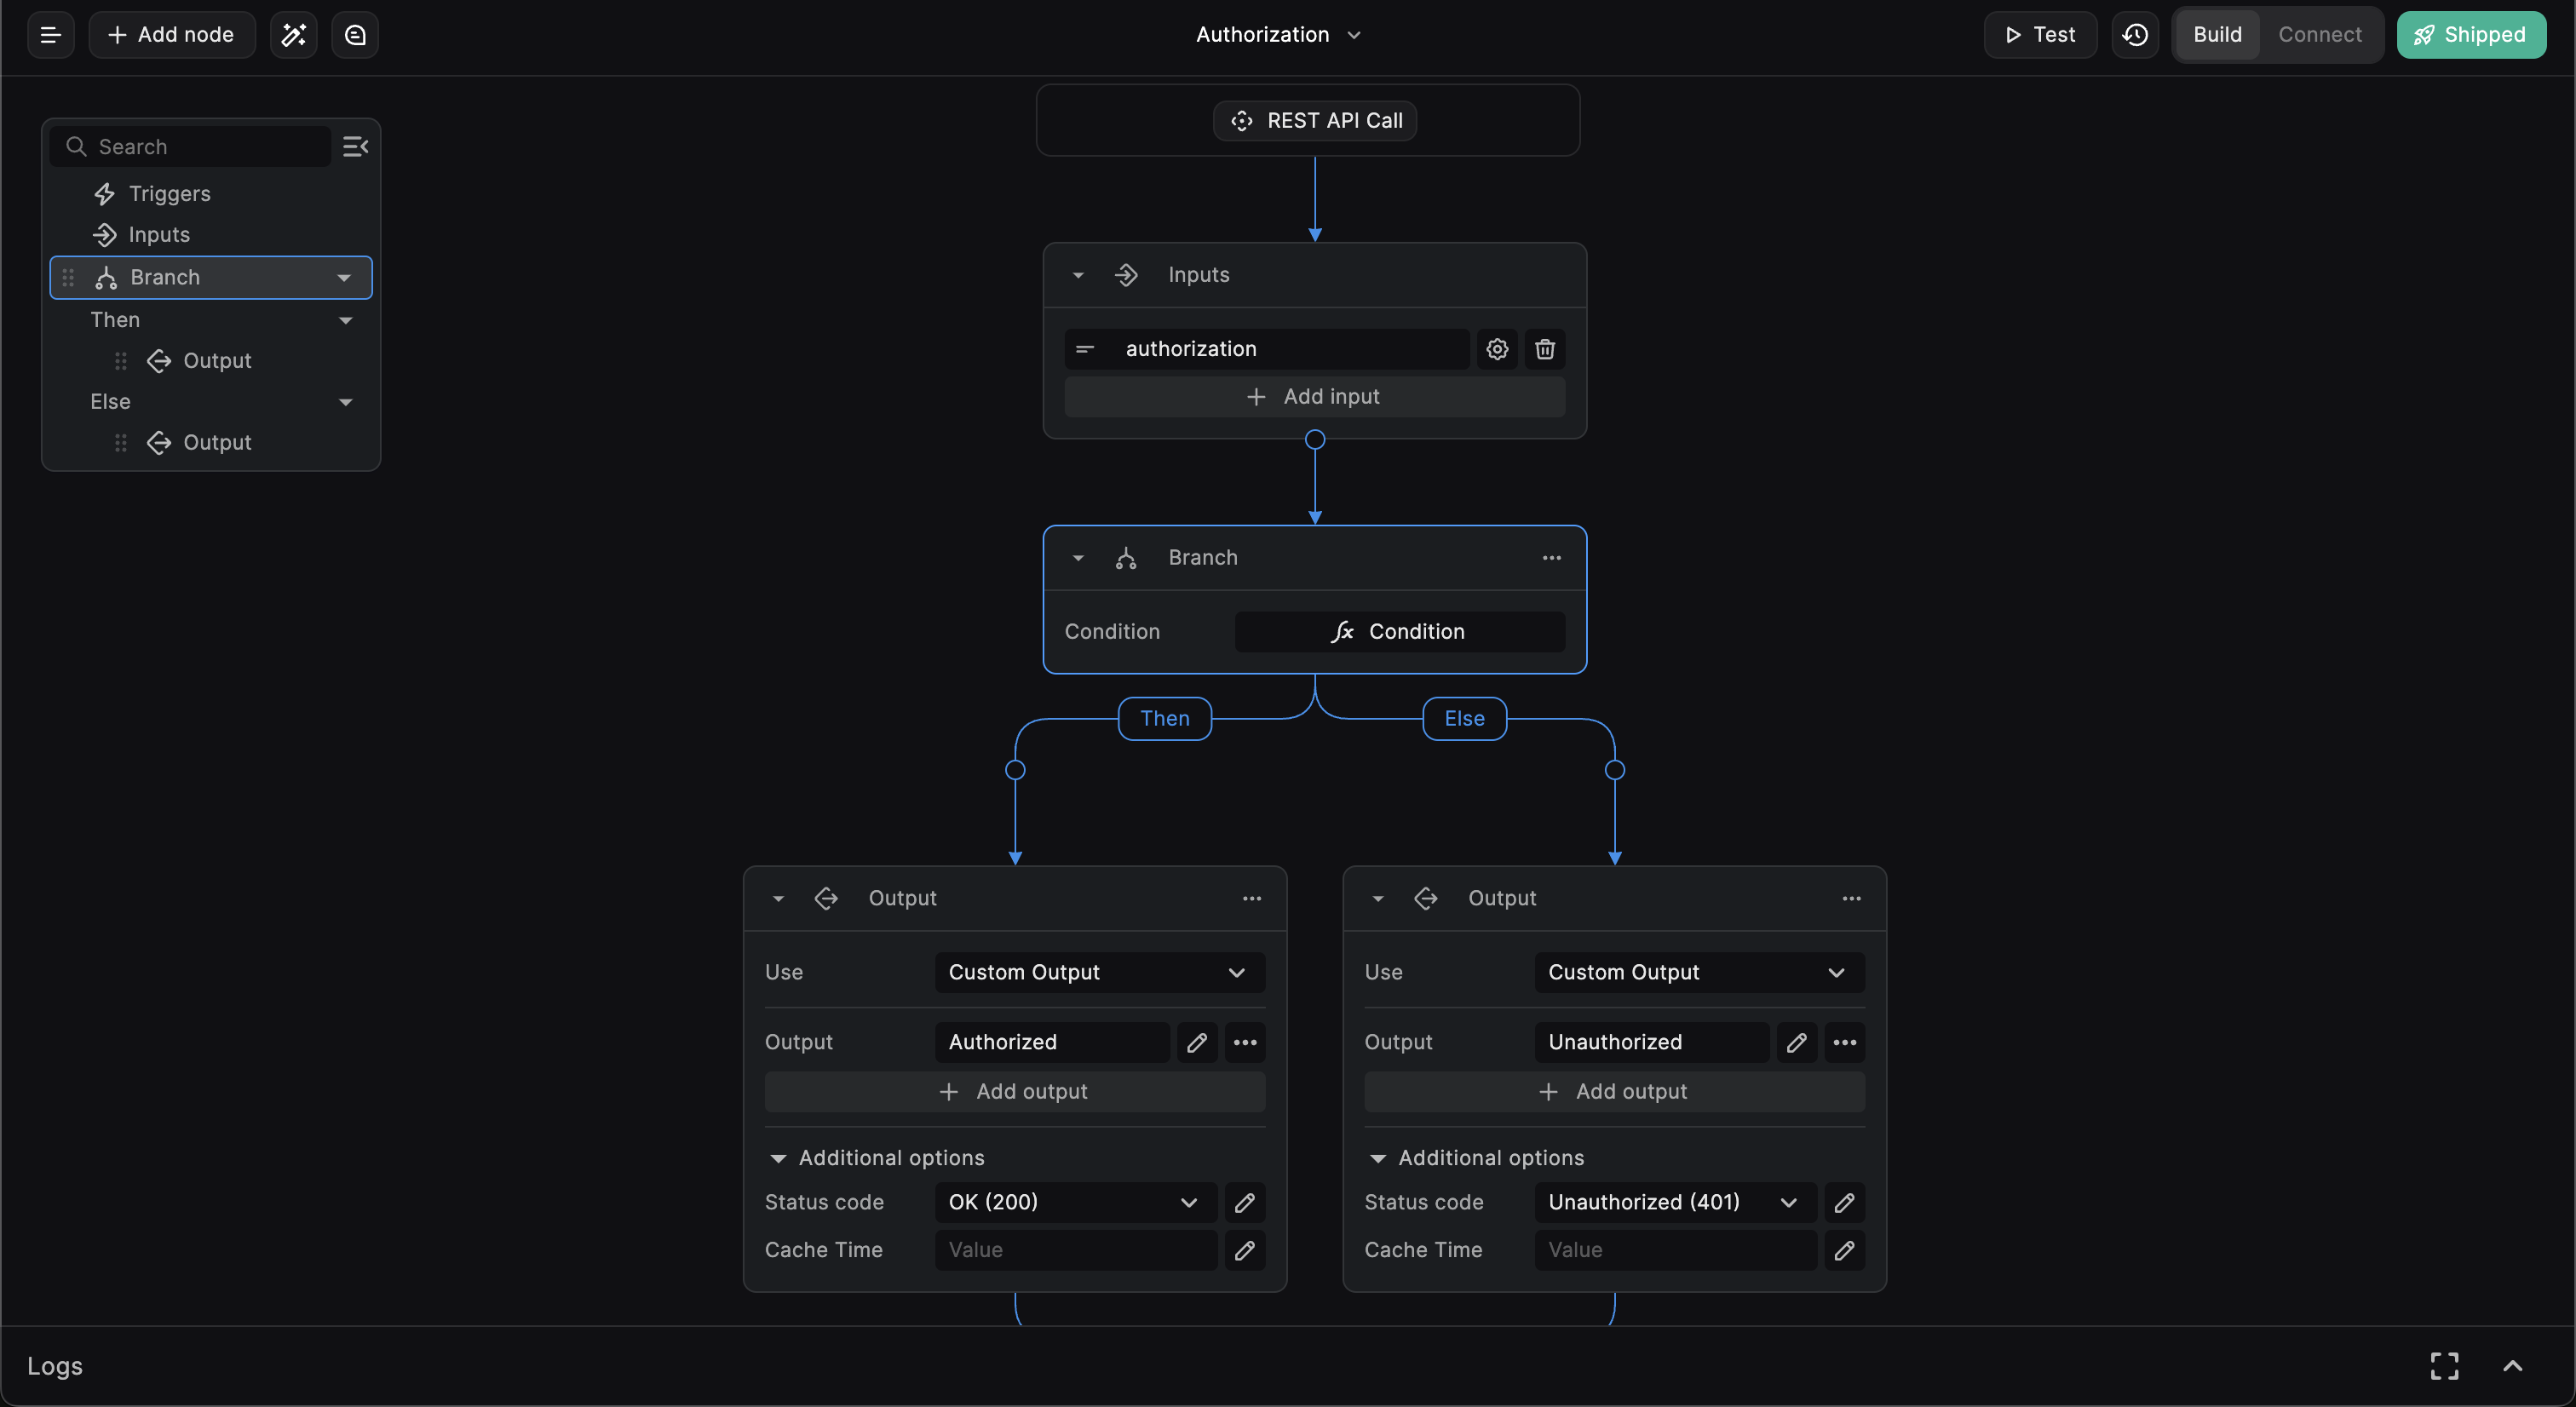 Add node
Authorization
Test
Build
Connect
Shipped
Search
Triggers
Inputs
Branch
Then
Output
Else
Output
REST API Call
Inputs
authorization
Add input
Branch
Condition
fx Condition
Then
Else
Output
Use
Custom Output
Output
Authorized
Add output
Additional options
Status code
OK (200)
Cache Time
Value
Output
Use
Custom Output
Output
Unauthorized
Add output
Additional options
Status code
Unauthorized (401)
Cache Time
Value
Logs